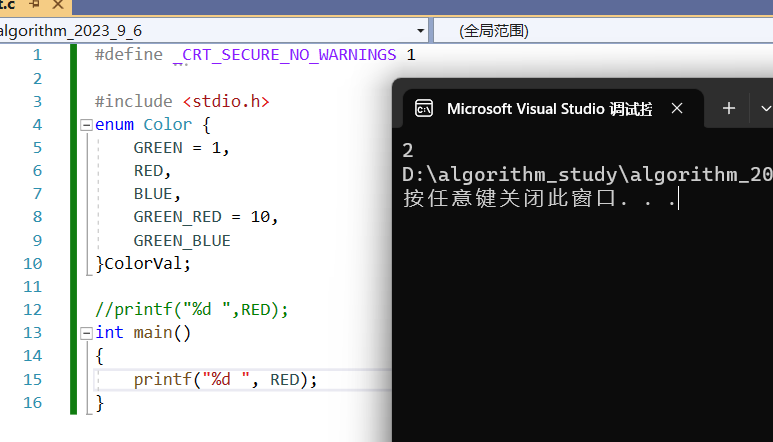 t.c
algorithm_2023_9_6
(全局范围)
1 #define _CRT_SECURE_NO_WARNINGS 1
2
3 #include <stdio.h>
4 enum Color {
5 GREEN = 1,
6 RED,
7 BLUE,
8 GREEN_RED = 10,
9 GREEN_BLUE
10 }ColorVal;
11
12 //printf("%d ",RED);
13 int main()
14 {
15 printf("%d ", RED);
16 }
Microsoft Visual Studio 调试控
2
D:\algorithm_study\algorithm_20
按任意键关闭此窗口. . .